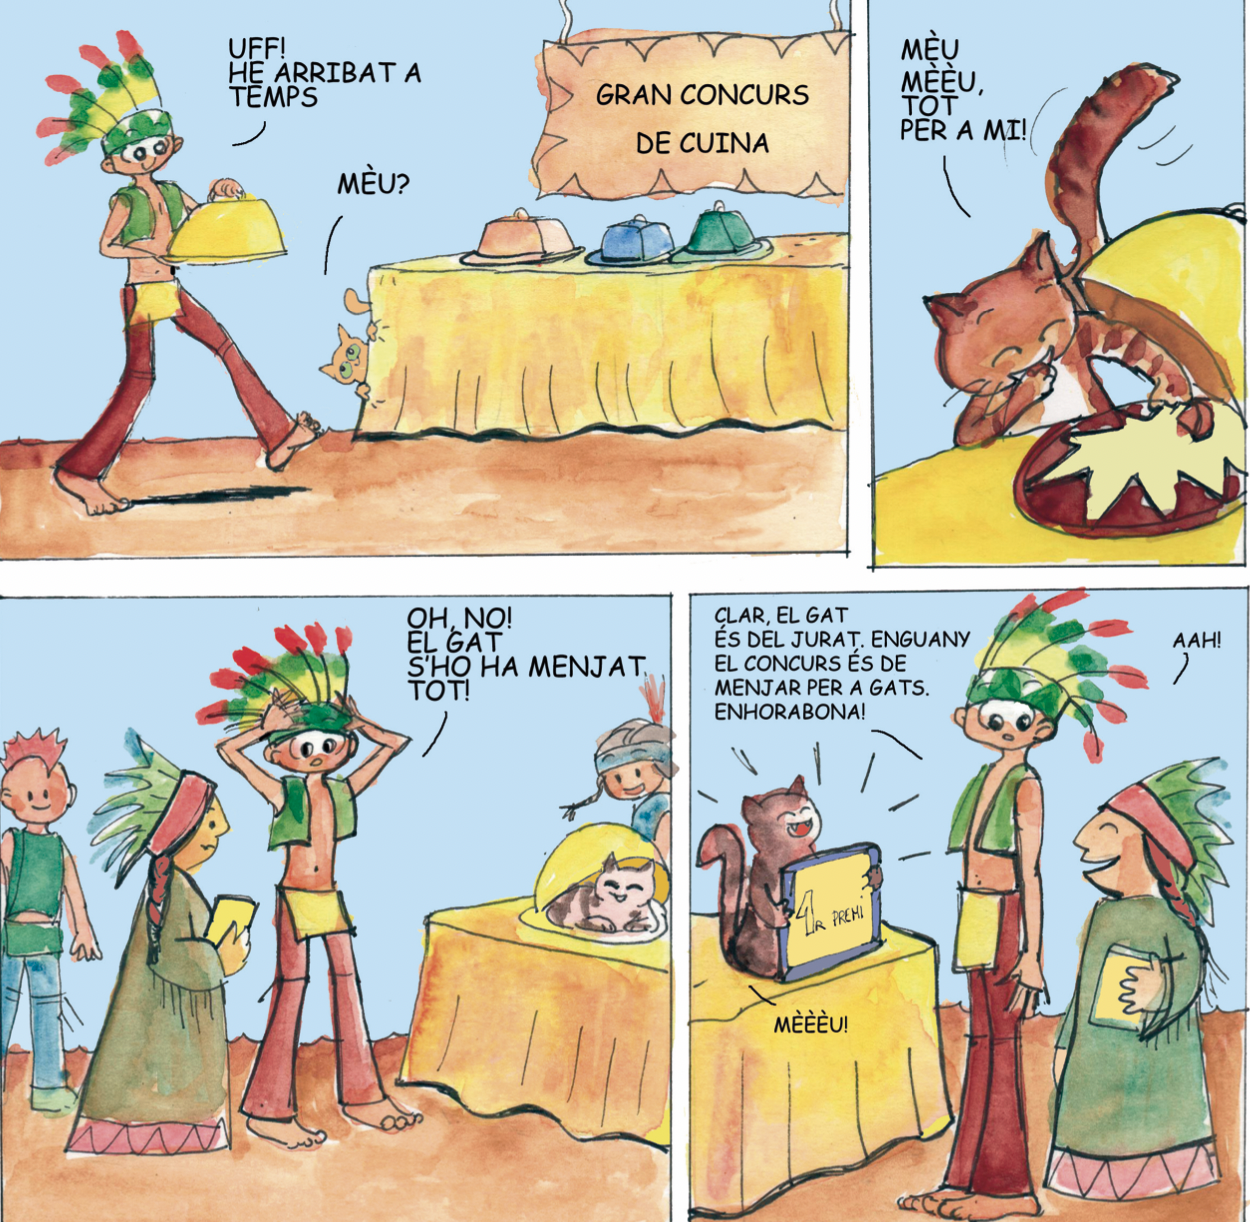 UFF!
HE ARRIBAT A
TEMPS
MÈU?
GRAN CONCURS
DE CUINA
MÈU
MÈÈU,
TOT
PER A MI!
OH, NO!
EL GAT
S'HO HA MENJAT
TOT!
CLAR, EL GAT
ÉS DEL JURAT. ENGUANY
EL CONCURS ÉS DE
MENJAR PER A GATS.
ENHORABONA!
AAH!
1R PREMI
MÈÈÈU!